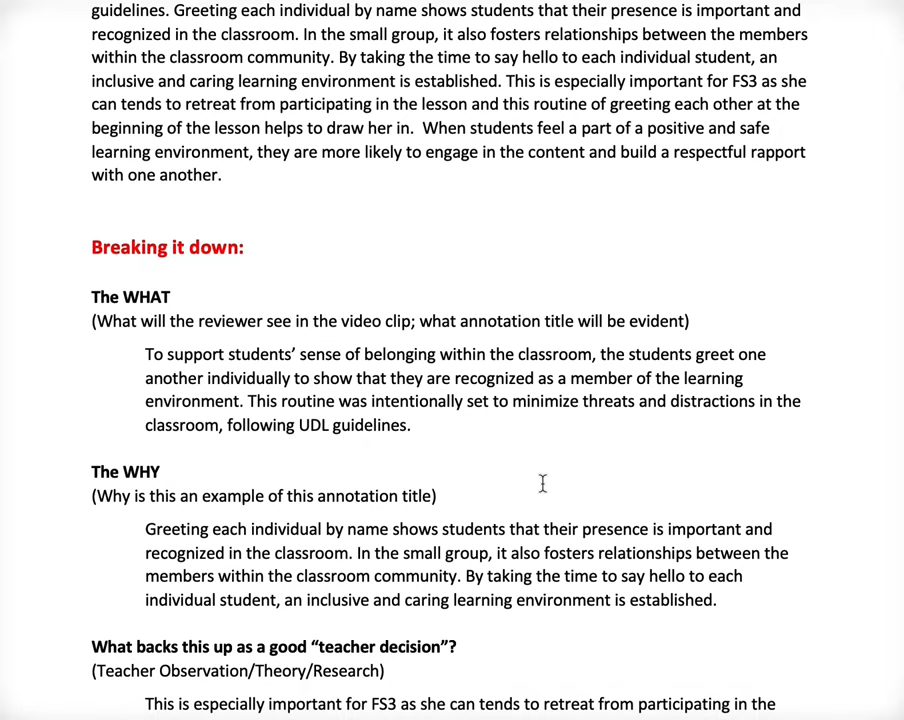 guidelines. Greeting each individual by name shows students that their presence is important and
recognized in the classroom. In the small group, it also fosters relationships between the members
within the classroom community. By taking the time to say hello to each individual student, an
inclusive and caring learning environment is established. This is especially important for FS3 as she
can tends to retreat from participating in the lesson and this routine of greeting each other at the
beginning of the lesson helps to draw her in.  When students feel a part of a positive and safe
learning environment, they are more likely to engage in the content and build a respectful rapport
with one another.
Breaking it down:
The WHAT
(What will the reviewer see in the video clip; what annotation title will be evident)
To support students’ sense of belonging within the classroom, the students greet one
another individually to show that they are recognized as a member of the learning
environment. This routine was intentionally set to minimize threats and distractions in the
classroom, following UDL guidelines.
The WHY
(Why is this an example of this annotation title)
Greeting each individual by name shows students that their presence is important and
recognized in the classroom. In the small group, it also fosters relationships between the
members within the classroom community. By taking the time to say hello to each
individual student, an inclusive and caring learning environment is established.
What backs this up as a good “teacher decision”?
(Teacher Observation/Theory/Research)
This is especially important for FS3 as she can tends to retreat from participating in the